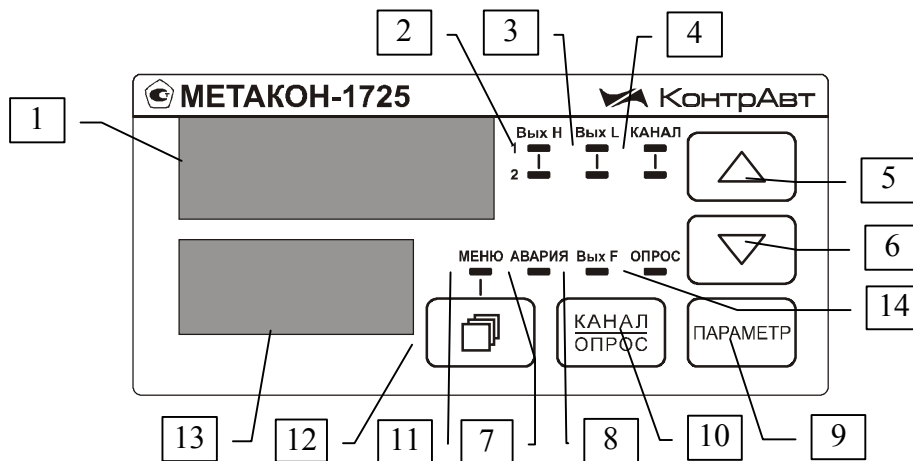 2
3
4
МЕТАКОН-1725
КонтрАвт
1
Вых Н
Вых L
КАНАЛ
1
2
5
6
МЕНЮ
АВАРИЯ
Вых F
ОПРОС
14
КАНАЛ
ОПРОС
ПАРАМЕТР
13
12
11
7
8
10
9